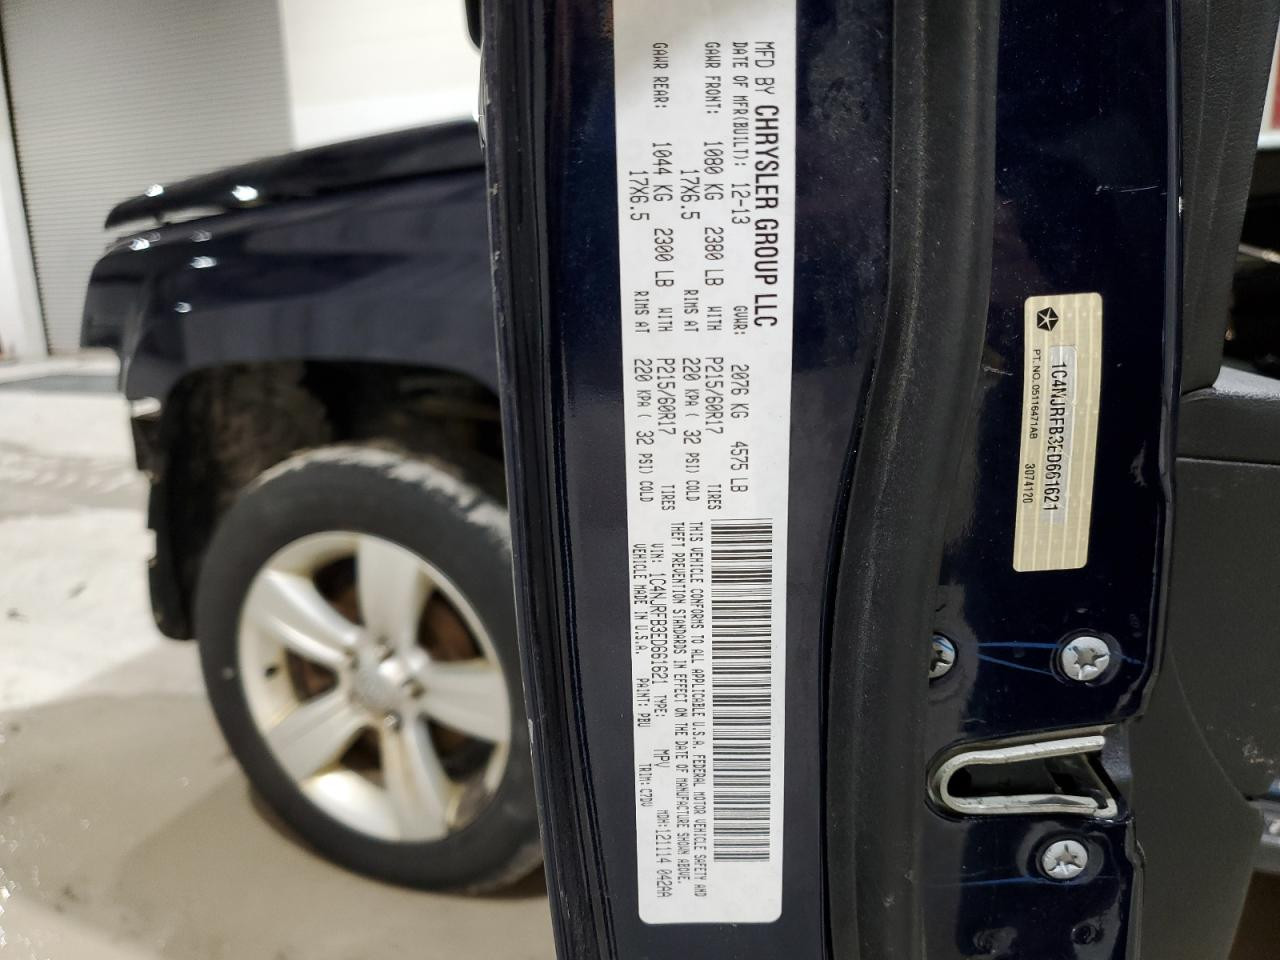 MFD BY CHRYSLER GROUP LLC
DATE OF MFR(BUILT): 12-13 GVWR: 2076 KG 4575 LB
GAWR FRONT: 1080 KG 2380 LB WITH P215/60R17 TIRES
17X6.5 RIMS AT 220 KPA ( 32 PSI) COLD
GAWR REAR: 1044 KG 2300 LB WITH P215/60R17 TIRES
17X6.5 RIMS AT 220 KPA ( 32 PSI) COLD
THIS VEHICLE CONFORMS TO ALL APPLICABLE U.S.A. FEDERAL MOTOR VEHICLE SAFETY AND
THEFT PREVENTION STANDARDS IN EFFECT ON THE DATE OF MANUFACTURE SHOWN ABOVE.
VIN: 1C4NJRFB3ED661621 TYPE: MPV MDH:121114 042AA
VEHICLE MADE IN U.S.A. PAINT: PBU TRIM: C7DV
1C4NJRFB3ED661621
PT. NO. 05116471AB 3074120